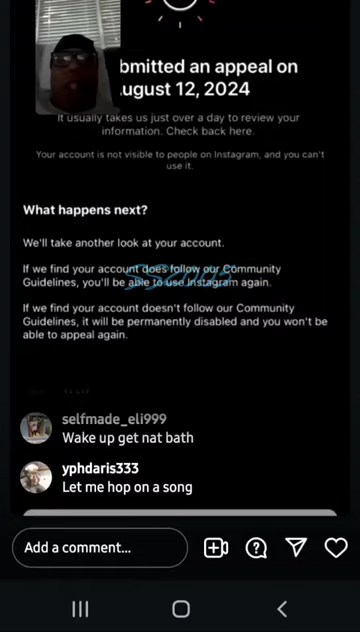 bmitted an appeal on
ugust 12, 2024
It usually takes us just over a day to review your
information. Check back here.
Your account is not visible to people on Instagram, and you can't
use it.
What happens next?
We'll take another look at your account.
If we find your account does follow our Community
Guidelines, you'll be able to use Instagram again.
If we find your account doesn't follow our Community
Guidelines, it will be permanently disabled and you won't be
able to appeal again.
selfmade_eli999
Wake up get nat bath
yphdaris333
Let me hop on a song
Add a comment...